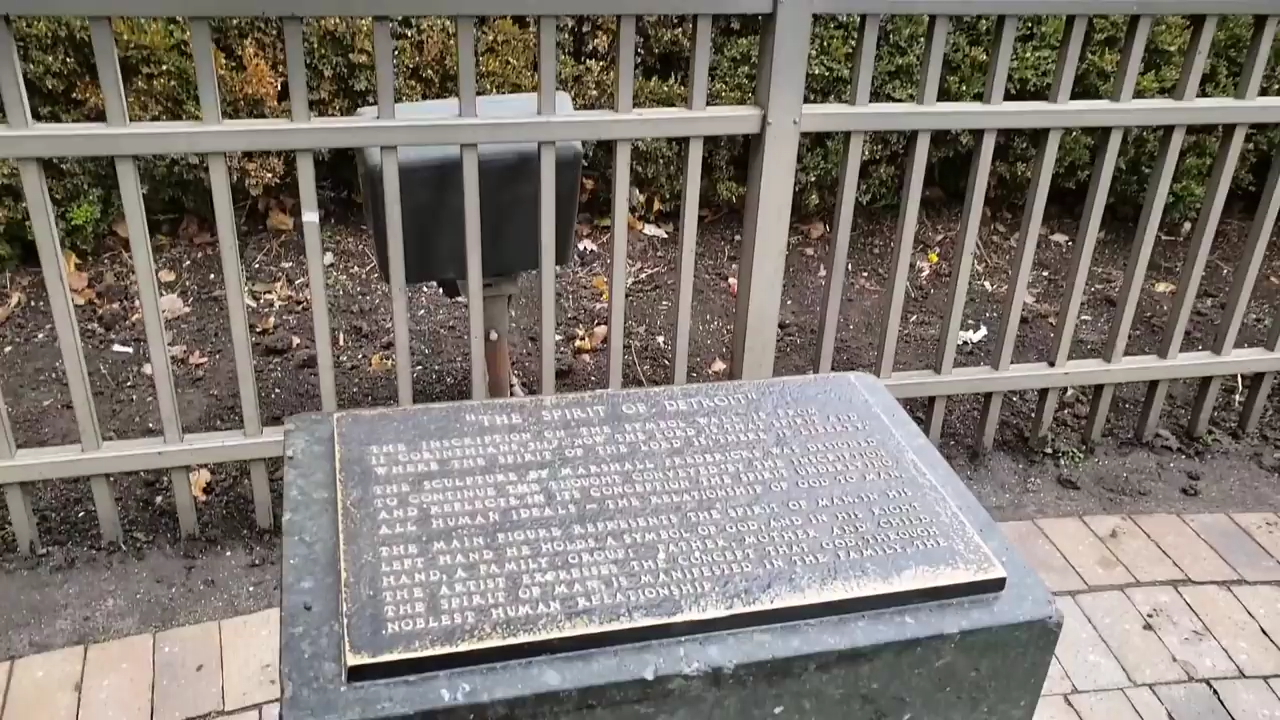 "THE SPIRIT OF DETROIT"
THE INSCRIPTION ON THE SYMBOL WALL IS FROM
II CORINTHIANS, 3:17 "NOW THE LORD IS THAT SPIRIT AND
WHERE THE SPIRIT OF THE LORD IS, THERE IS LIBERTY."
THE SCULPTURE BY MARSHALL FREDERICKS WAS DESIGNED
TO CONTINUE THE THOUGHT CONVEYED BY THE INSCRIPTION
AND REFLECTS IN ITS CONCEPTION THE SPIRIT UNDERLYING
ALL HUMAN IDEALS – THE RELATIONSHIP OF GOD TO MAN.
THE MAIN FIGURE REPRESENTS THE SPIRIT OF MAN. IN HIS
LEFT HAND, HE HOLDS A SYMBOL OF GOD, AND IN HIS RIGHT
HAND, A FAMILY GROUP: FATHER, MOTHER AND CHILD.
THE ARTIST EXPRESSES THE CONCEPT THAT GOD, THROUGH
THE SPIRIT OF MAN, IS MANIFESTED IN THE FAMILY, THE
NOBLEST HUMAN RELATIONSHIP.